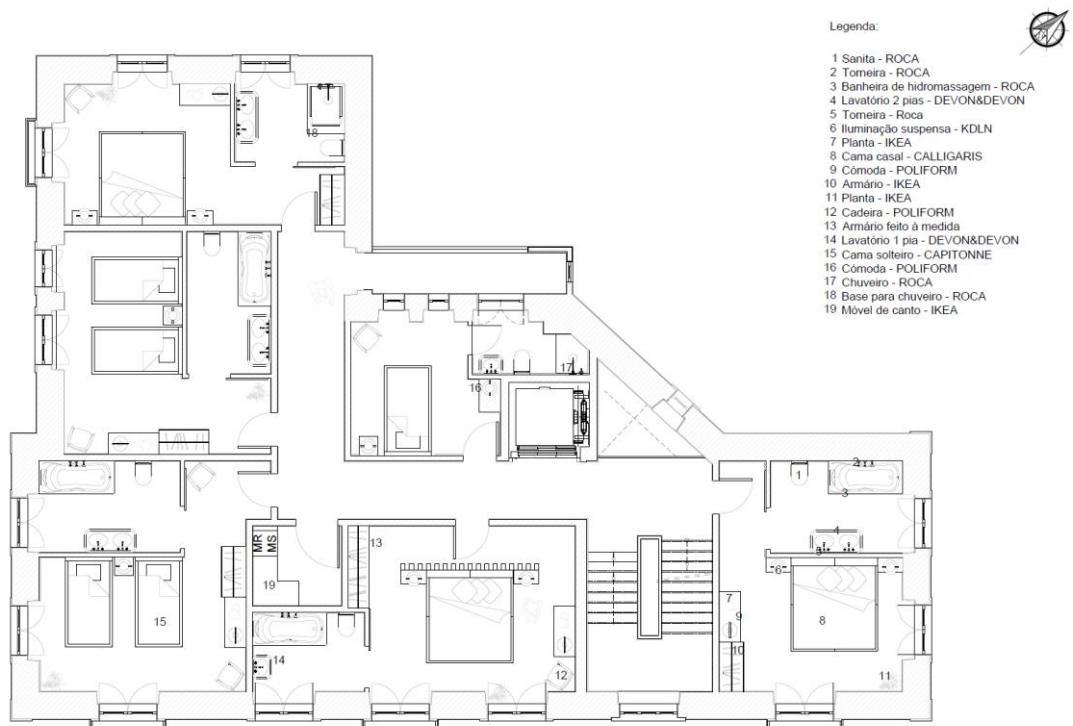 Legenda:
1 Sanita - ROCA
2 Torneira - ROCA
3 Banheira de hidromassagem - ROCA
4 Lavatório 2 pias - DEVON&DEVON
5 Torneira - Roca
6 Iluminação suspensa - KDLN
7 Planta - IKEA
8 Cama casal - CALLIGARIS
9 Cómoda - POLIFORM
10 Armário - IKEA
11 Planta - IKEA
12 Cadeira - POLIFORM
13 Armário feito à medida
14 Lavatório 1 pia - DEVON&DEVON
15 Cama solteiro - CAPITONNE
16 Cómoda - POLIFORM
17 Chuveiro - ROCA
18 Base para chuveiro - ROCA
19 Móvel de canto - IKEA
18
17
16
2
1
3
4
5
6
MR
MS
13
19
7
8
9
10
11
12
14
15